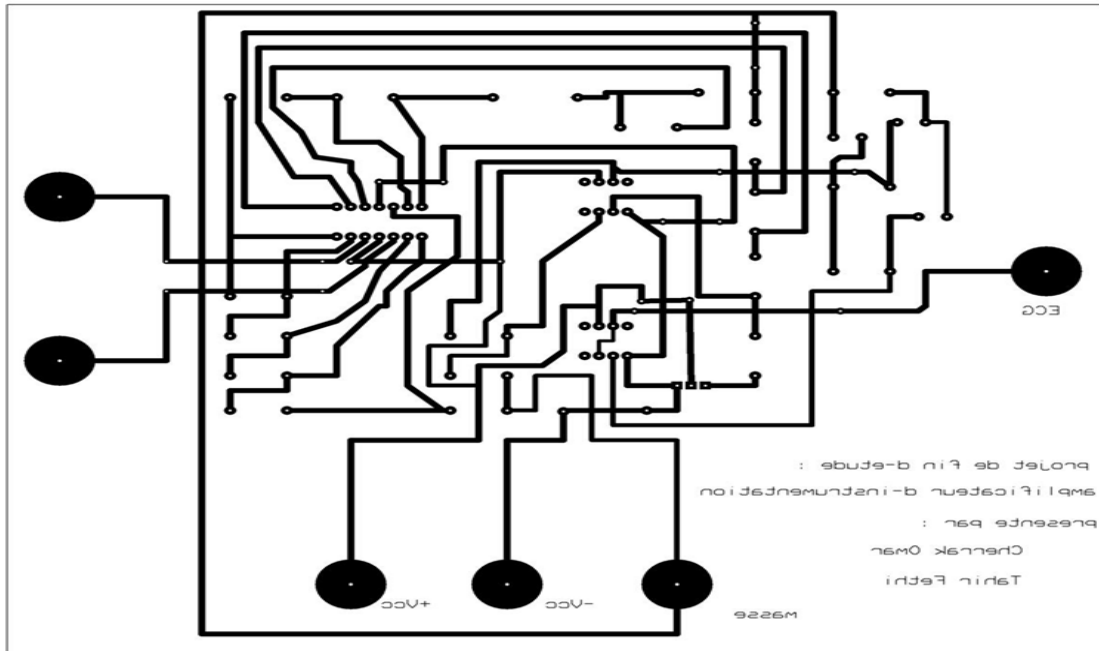 ECG
projet de fin d-etude :
amplificateur d-instrumentation
presente par :
Cherrak Omar
Tahir Fethi
+Vcc
-Vcc
masse